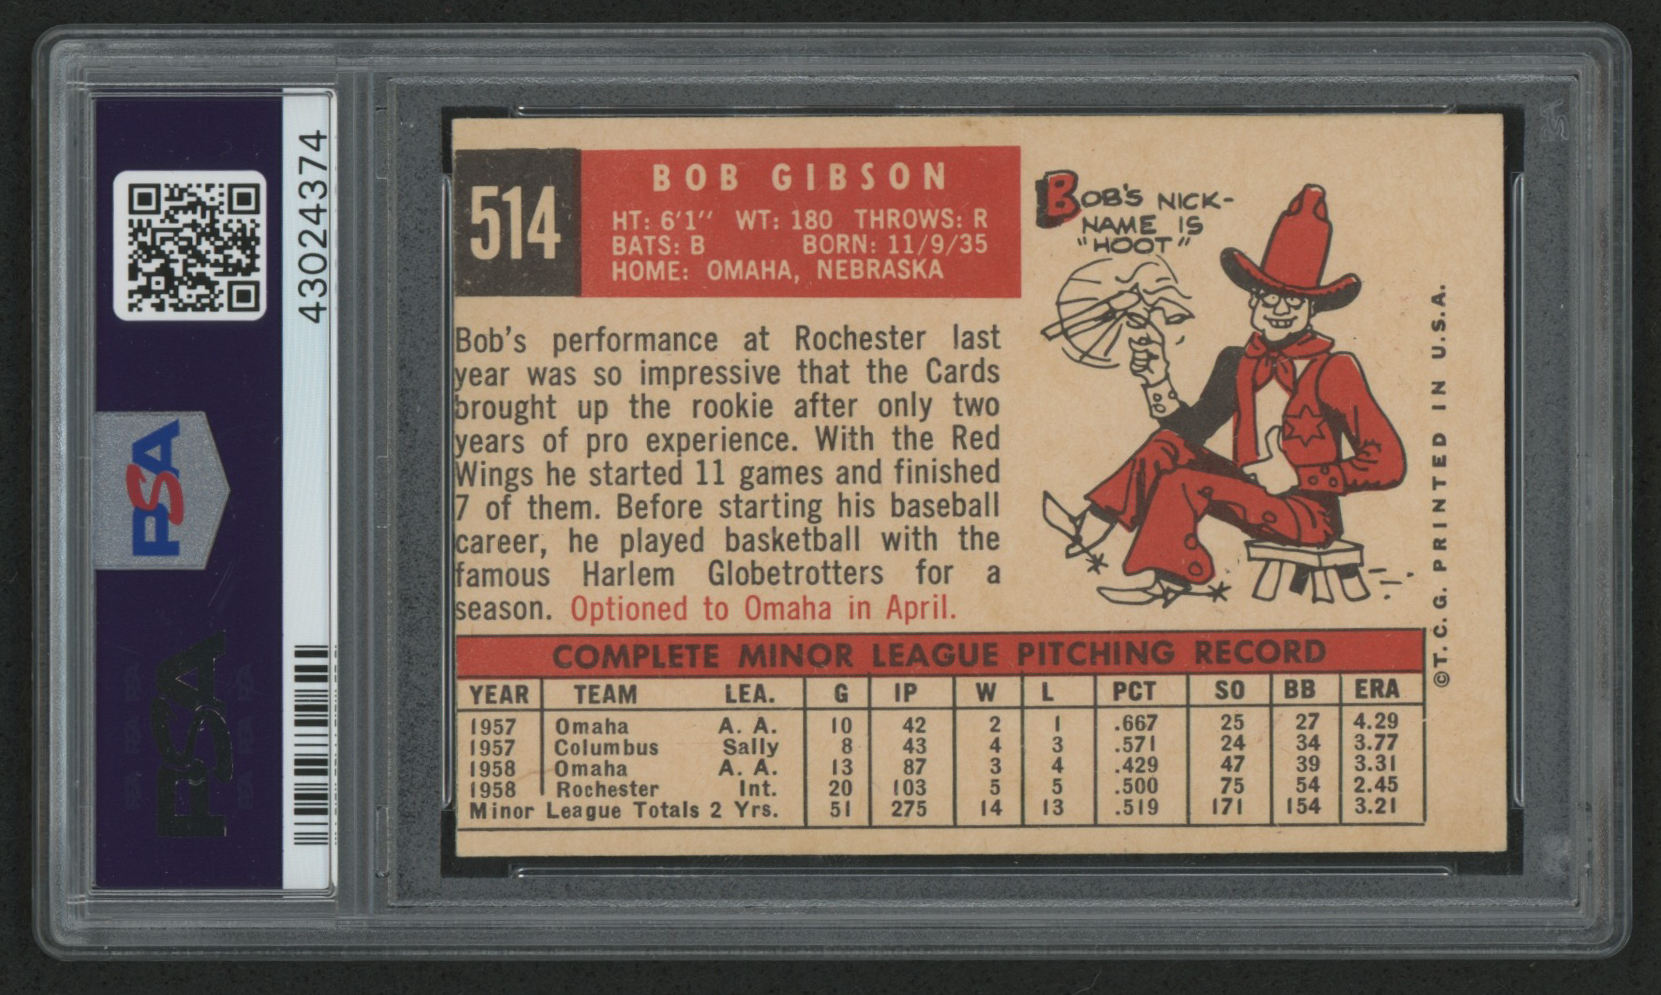 43024374
PSA
PSA
514
BOB GIBSON
HT: 6'1" WT: 180 THROWS: R
BATS: B BORN: 11/9/35
HOME: OMAHA, NEBRASKA
BOB'S NICK-
NAME IS
"HOOT"
Bob's performance at Rochester last
year was so impressive that the Cards
brought up the rookie after only two
years of pro experience. With the Red
Wings he started 11 games and finished
7 of them. Before starting his baseball
career, he played basketball with the
famous Harlem Globetrotters for a
season. Optioned to Omaha in April.
COMPLETE MINOR LEAGUE PITCHING RECORD
YEAR TEAM LEA. G IP W L PCT SO BB ERA
1957 Omaha A. A. 10 42 2 1 .667 25 27 4.29
1957 Columbus Sally 8 43 4 3 .571 24 34 3.77
1958 Omaha A. A. 13 87 3 4 .429 47 39 3.31
1958 Rochester Int. 20 103 5 5 .500 75 54 2.45
Minor League Totals 2 Yrs. 51 275 14 13 .519 171 154 3.21
©T. C. G. PRINTED IN U.S.A.